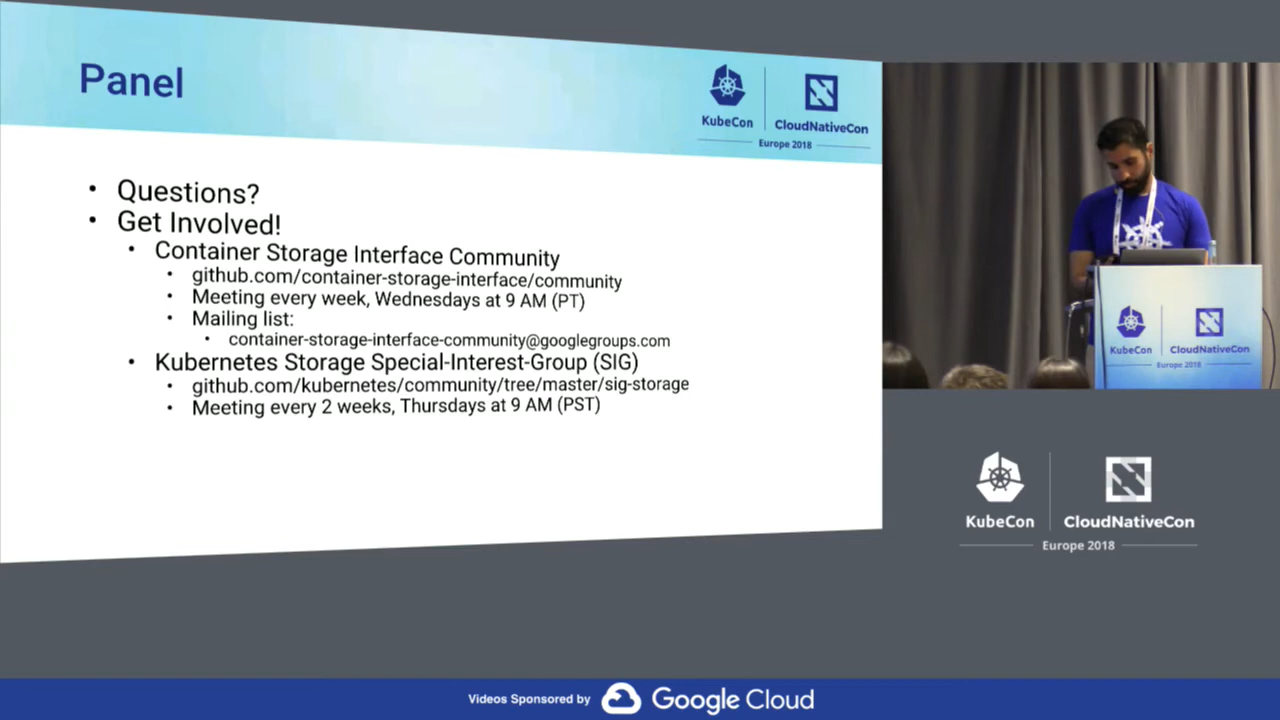 Panel
KubeCon
CloudNativeCon
Europe 2018
• Questions?
• Get Involved!
• Container Storage Interface Community
• github.com/container-storage-interface/community
• Meeting every week, Wednesdays at 9 AM (PT)
• Mailing list:
• container-storage-interface-community@googlegroups.com
• Kubernetes Storage Special-Interest-Group (SIG)
• github.com/kubernetes/community/tree/master/sig-storage
• Meeting every 2 weeks, Thursdays at 9 AM (PST)
KubeCon
CloudNativeCon
Europe 2018
KubeCon
CloudNativeCon
Europe 2018
Videos Sponsored by Google Cloud